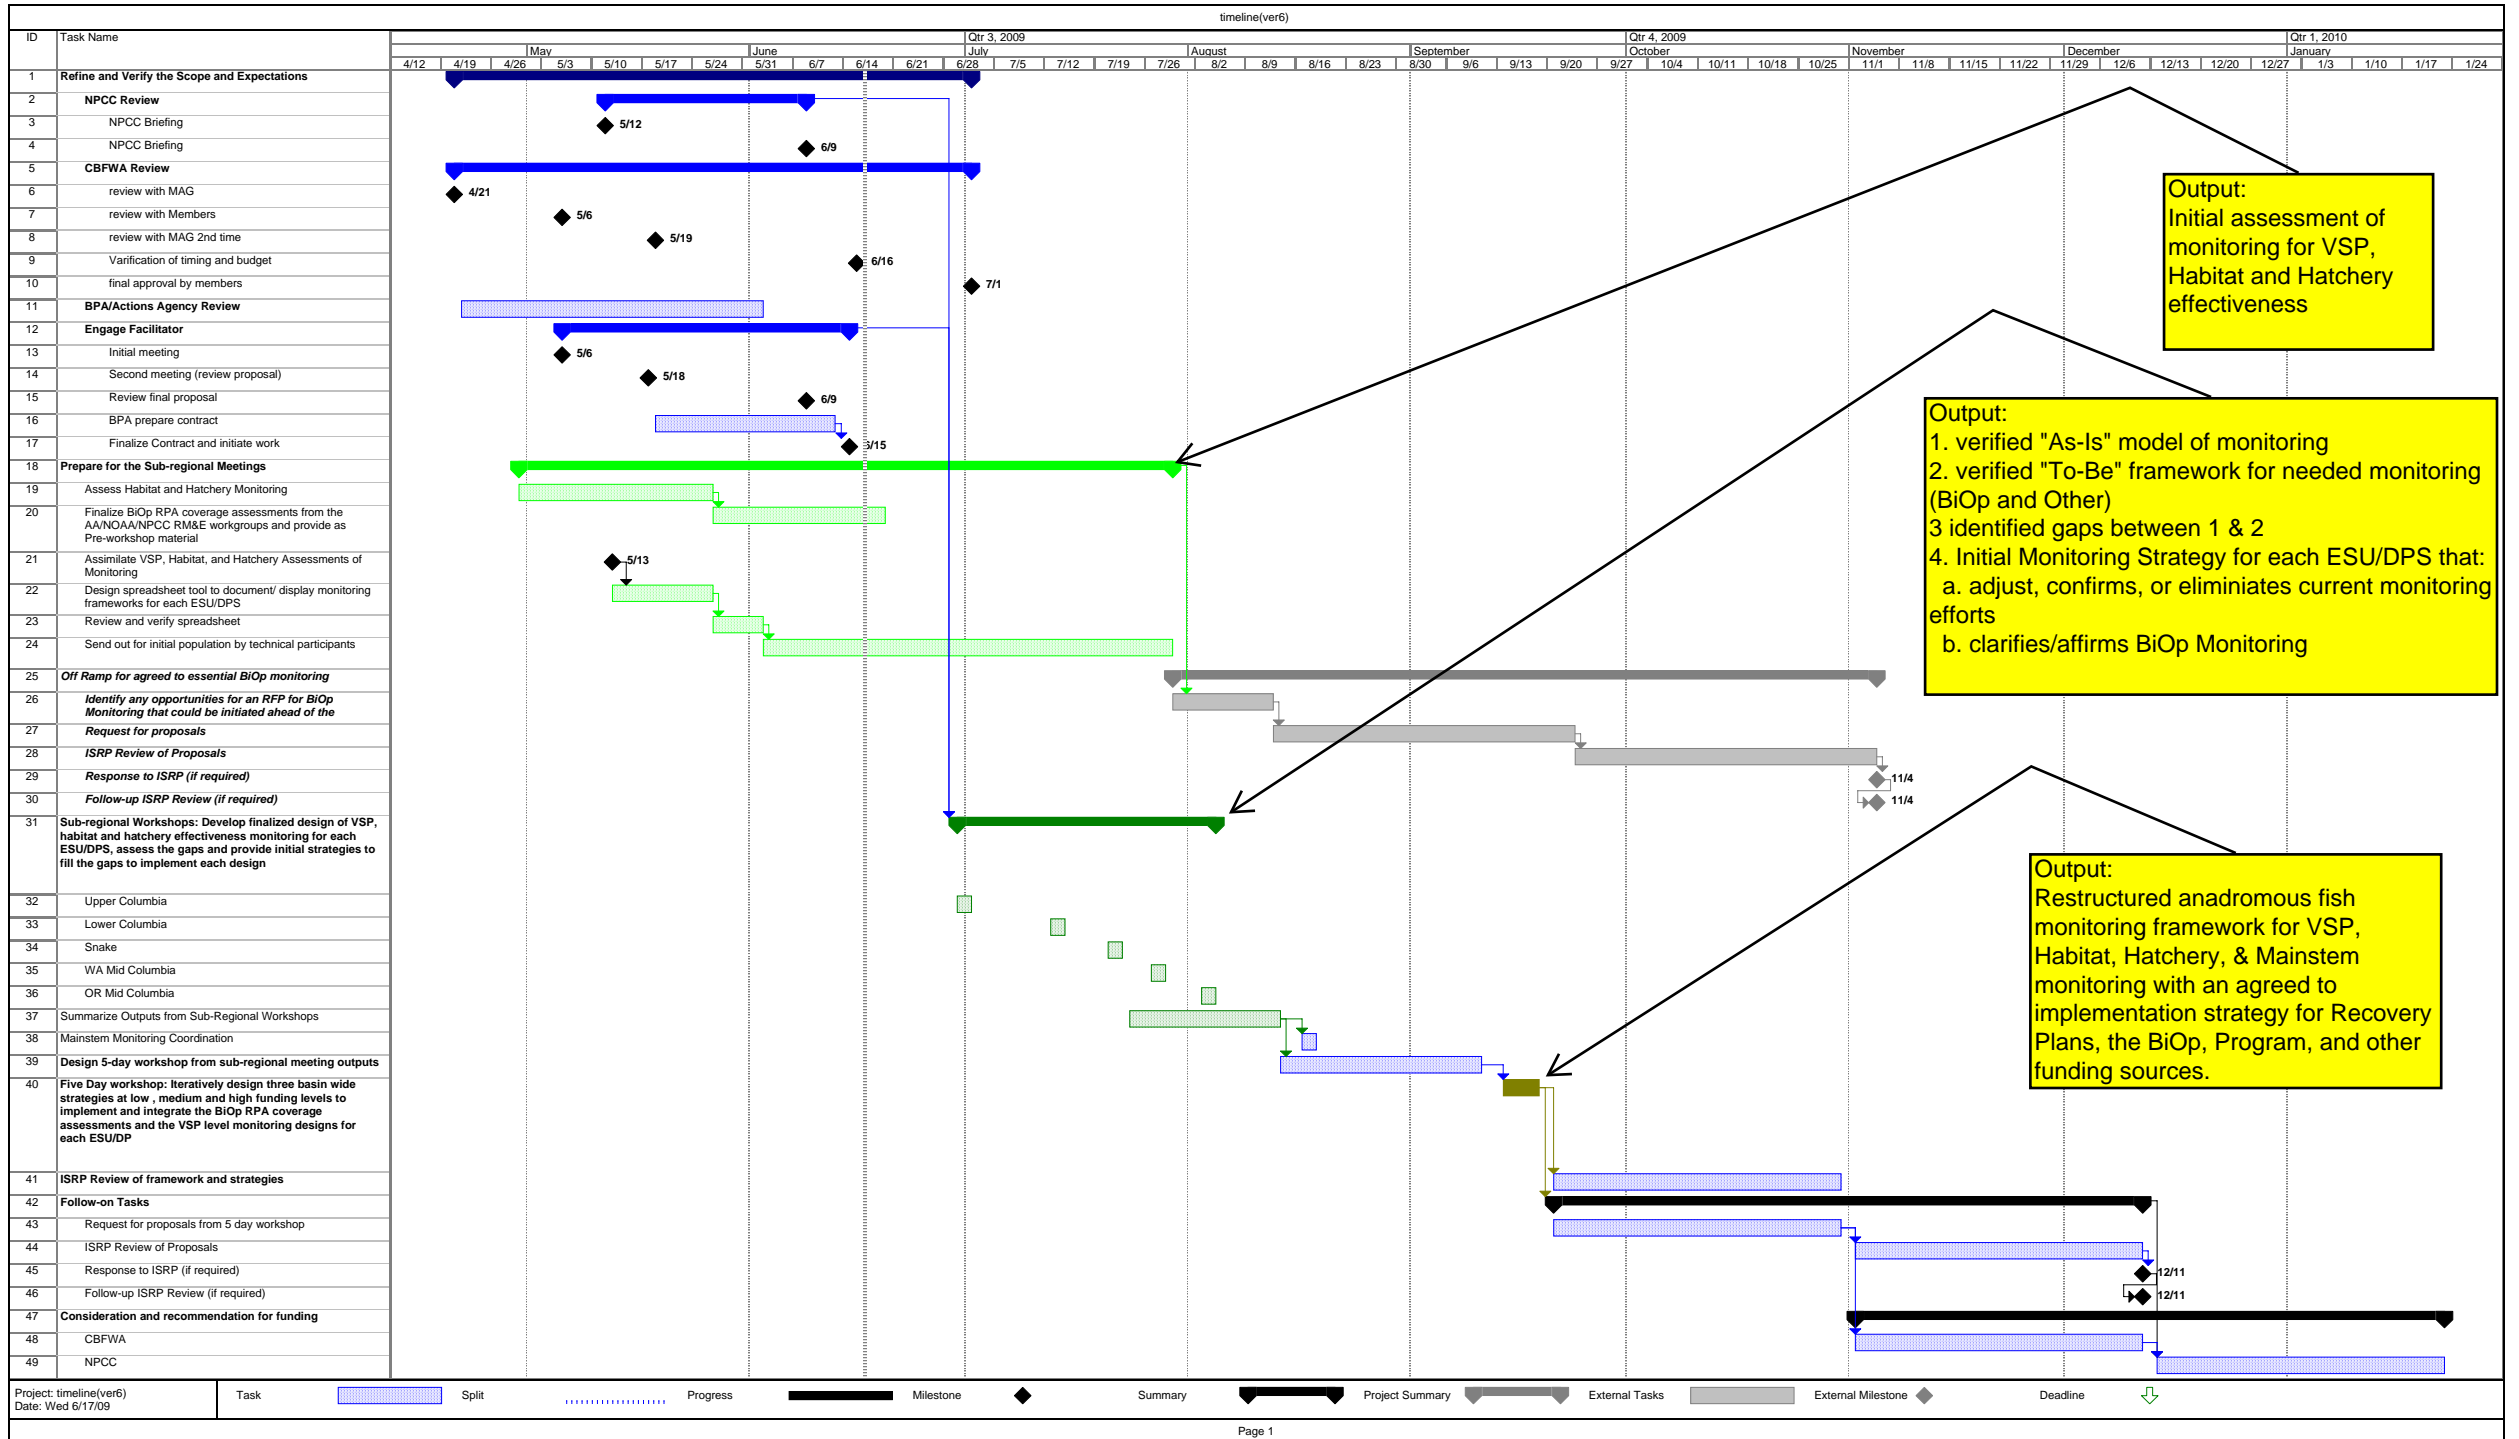 timeline(ver6)
ID Task Name
Qtr 3, 2009 Qtr 4, 2009 Qtr 1, 2010
May June July August September October November December January
4/12 4/19 4/26 5/3 5/10 5/17 5/24 5/31 6/7 6/14 6/21 6/28 7/5 7/12 7/19 7/26 8/2 8/9 8/16 8/23 8/30 9/6 9/13 9/20 9/27 10/4 10/11 10/18 10/25 11/1 11/8 11/15 11/22 11/29 12/6 12/13 12/20 12/27 1/3 1/10 1/17 1/24
1 Refine and Verify the Scope and Expectations
2 NPCC Review
3 NPCC Briefing 5/12
4 NPCC Briefing 6/9
5 CBFWA Review
6 review with MAG 4/21
7 review with Members 5/6
8 review with MAG 2nd time 5/19
9 Varification of timing and budget 6/16
10 final approval by members 7/1
11 BPA/Actions Agency Review
12 Engage Facilitator
13 Initial meeting 5/6
14 Second meeting (review proposal) 5/18
15 Review final proposal 6/9
16 BPA prepare contract
17 Finalize Contract and initiate work 6/15
18 Prepare for the Sub-regional Meetings
19 Assess Habitat and Hatchery Monitoring
20 Finalize BiOp RPA coverage assessments from the
AA/NOAA/NPCC RM&E workgroups and provide as
Pre-workshop material
21 Assimilate VSP, Habitat, and Hatchery Assessments of 5/13
Monitoring
22 Design spreadsheet tool to document/ display monitoring
frameworks for each ESU/DPS
23 Review and verify spreadsheet
24 Send out for initial population by technical participants
25 Off Ramp for agreed to essential BiOp monitoring
26 Identify any opportunities for an RFP for BiOp
Monitoring that could be initiated ahead of the
27 Request for proposals
28 ISRP Review of Proposals
29 Response to ISRP (if required) 11/4
30 Follow-up ISRP Review (if required) 11/4
31 Sub-regional Workshops: Develop finalized design of VSP,
habitat and hatchery effectiveness monitoring for each
ESU/DPS, assess the gaps and provide initial strategies to
fill the gaps to implement each design
32 Upper Columbia
33 Lower Columbia
34 Snake
35 WA Mid Columbia
36 OR Mid Columbia
37 Summarize Outputs from Sub-Regional Workshops
38 Mainstem Monitoring Coordination
39 Design 5-day workshop from sub-regional meeting outputs
40 Five Day workshop: Iteratively design three basin wide
strategies at low , medium and high funding levels to
implement and integrate the BiOp RPA coverage
assessments and the VSP level monitoring designs for
each ESU/DP
41 ISRP Review of framework and strategies
42 Follow-on Tasks
43 Request for proposals from 5 day workshop
44 ISRP Review of Proposals
45 Response to ISRP (if required) 12/11
46 Follow-up ISRP Review (if required) 12/11
47 Consideration and recommendation for funding
48 CBFWA
49 NPCC
Output:
Initial assessment of
monitoring for VSP,
Habitat and Hatchery
effectiveness
Output:
1. verified "As-Is" model of monitoring
2. verified "To-Be" framework for needed monitoring
(BiOp and Other)
3 identified gaps between 1 & 2
4. Initial Monitoring Strategy for each ESU/DPS that:
a. adjust, confirms, or eliminiates current monitoring
efforts
b. clarifies/affirms BiOp Monitoring
Output:
Restructured anadromous fish
monitoring framework for VSP,
Habitat, Hatchery, & Mainstem
monitoring with an agreed to
implementation strategy for Recovery
Plans, the BiOp, Program, and other
funding sources.
Project: timeline(ver6)
Date: Wed 6/17/09
Task Split Progress Milestone Summary Project Summary External Tasks External Milestone Deadline
Page 1